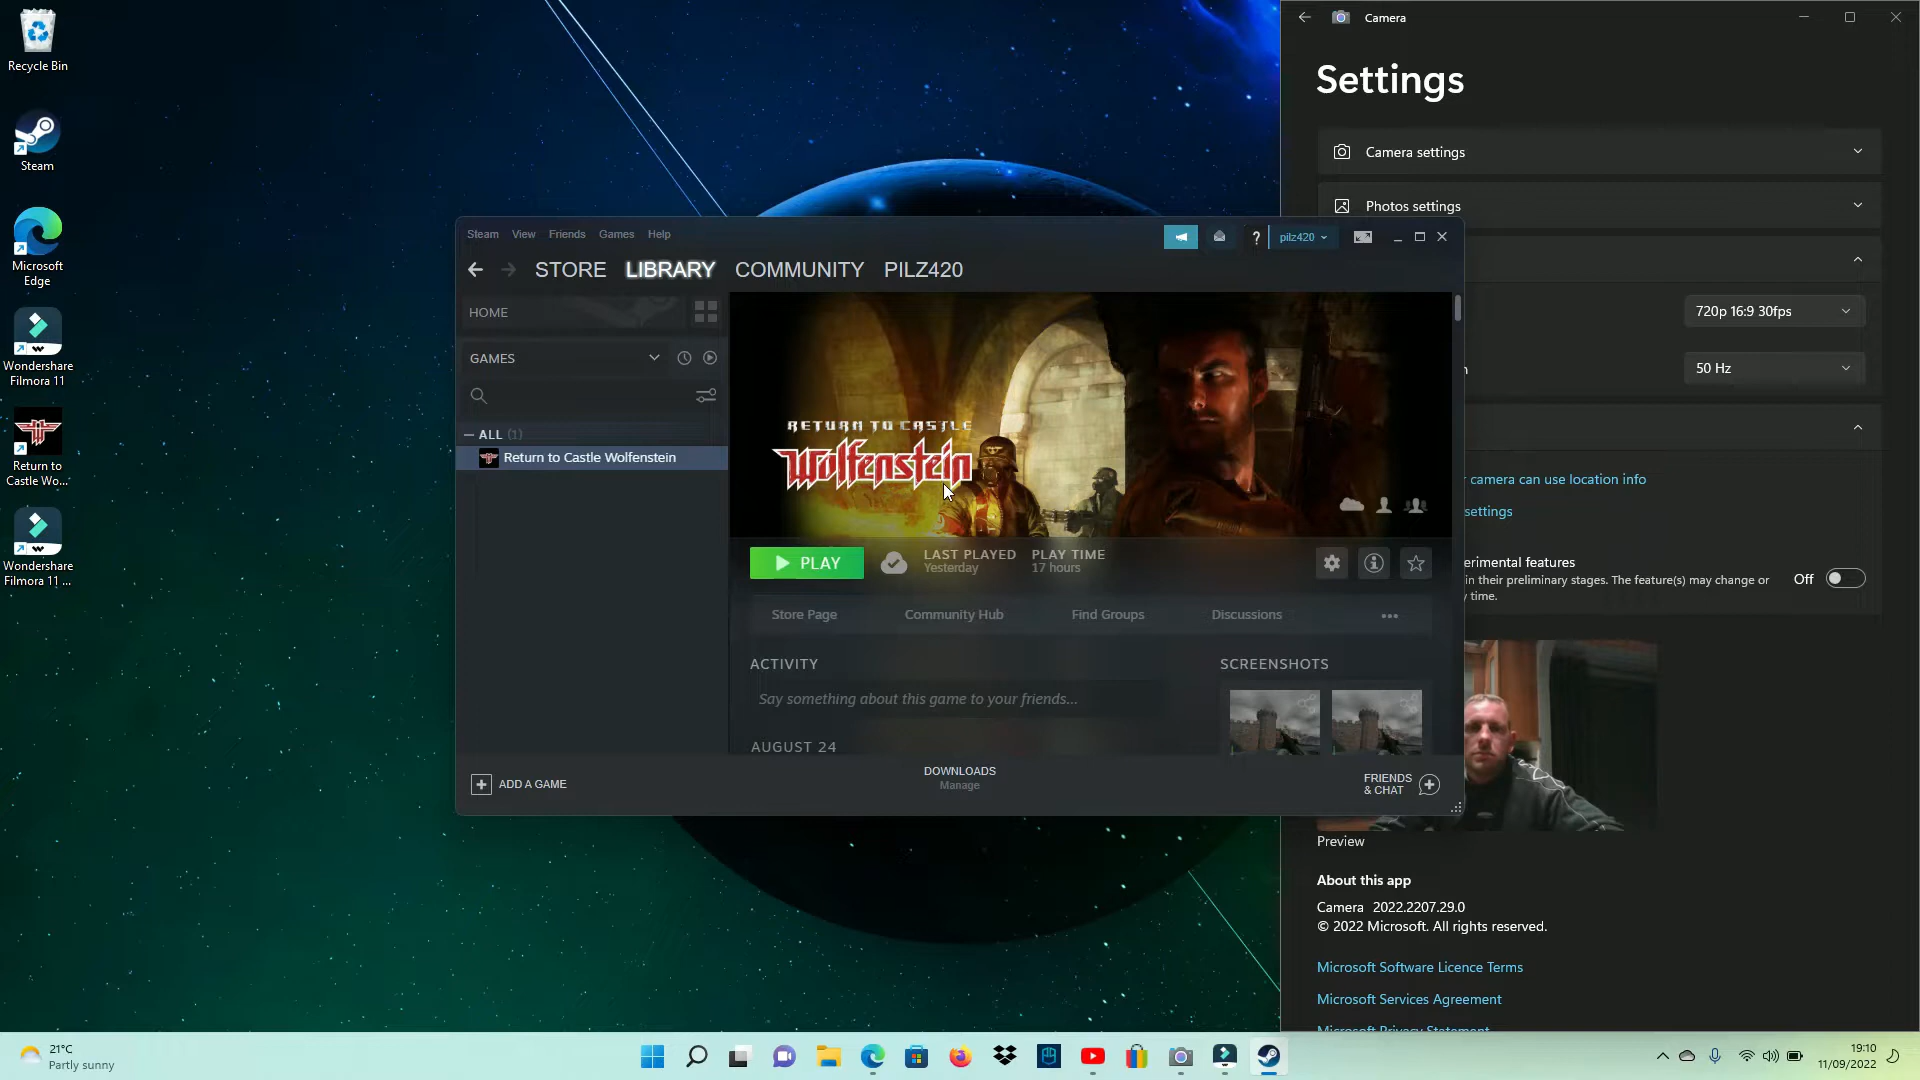 Recycle Bin
Steam
Microsoft
Edge
Wondershare
Filmora 11
Return to
Castle Wo...
Wondershare
Filmora 11 ...
Steam View Friends Games Help
? pilz420
STORE LIBRARY COMMUNITY PILZ420
HOME
GAMES
ALL (1)
Return to Castle Wolfenstein
RETURN TO CASTLE
Wolfenstein
PLAY
LAST PLAYED
Yesterday
PLAY TIME
17 hours
Store Page Community Hub Find Groups Discussions
ACTIVITY
Say something about this game to your friends...
AUGUST 24
SCREENSHOTS
ADD A GAME
DOWNLOADS
Manage
FRIENDS
& CHAT
Camera
Settings
Camera settings
Photos settings
720p 16:9 30fps
50 Hz
camera can use location info
settings
erimental features
in their preliminary stages. The feature(s) may change or
time.
Off
Preview
About this app
Camera 2022.2207.29.0
© 2022 Microsoft. All rights reserved.
Microsoft Software Licence Terms
Microsoft Services Agreement
Microsoft Privacy Statement
21°C
Partly sunny
19:10
11/09/2022